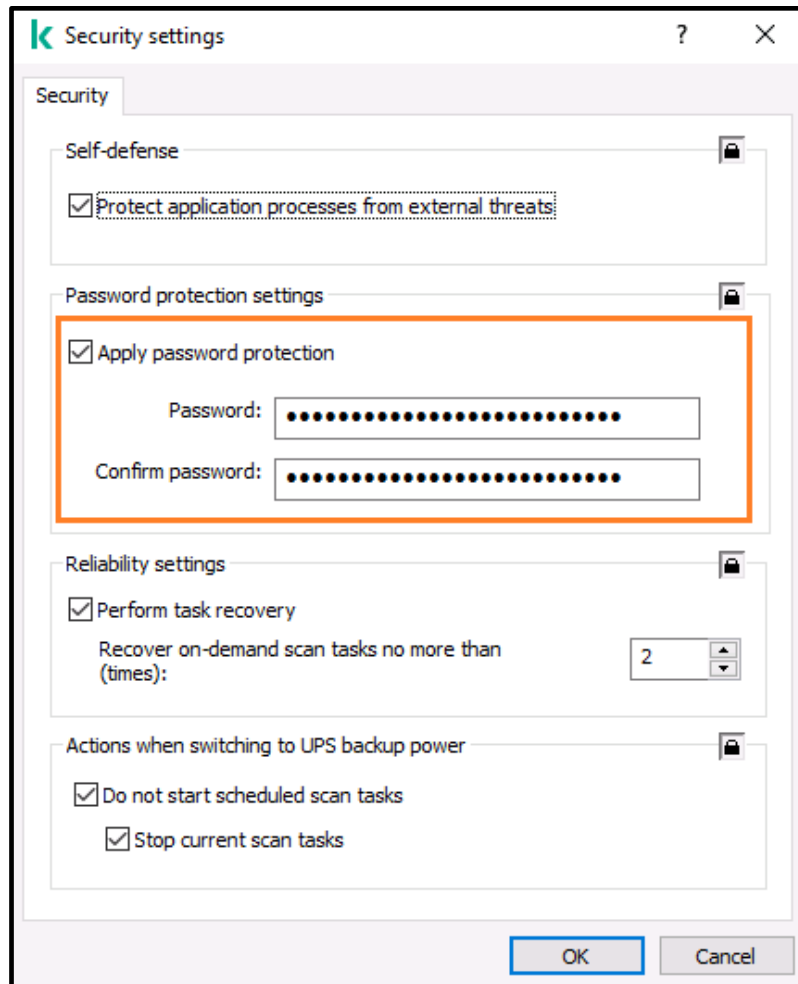 Security settings
Security
Self-defense
Protect application processes from external threats
Password protection settings
Apply password protection
Password: ••••••••••••••••••••••••••
Confirm password: ••••••••••••••••••••••••••
Reliability settings
Perform task recovery
Recover on-demand scan tasks no more than
(times): 2
Actions when switching to UPS backup power
Do not start scheduled scan tasks
Stop current scan tasks
OK Cancel